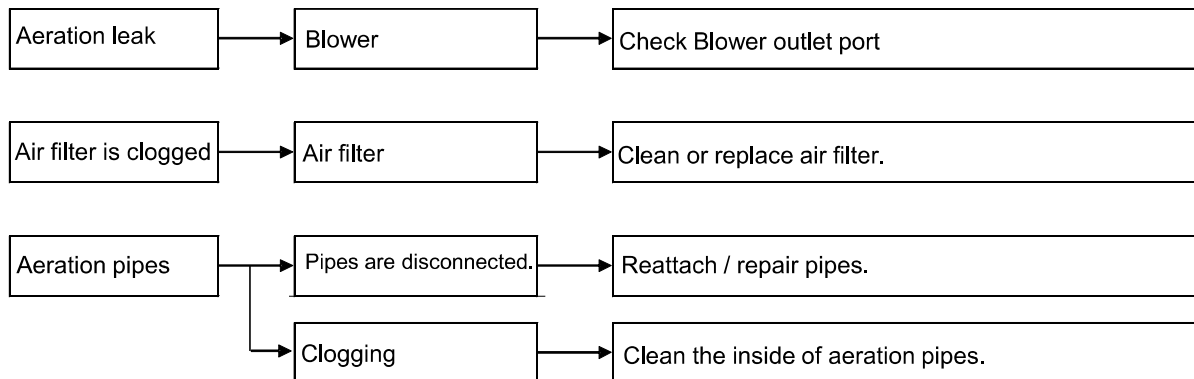 Aeration leak
Blower
Check Blower outlet port
Air filter is clogged
Air filter
Clean or replace air filter.
Aeration pipes
Pipes are disconnected.
Reattach / repair pipes.
Clogging
Clean the inside of aeration pipes.